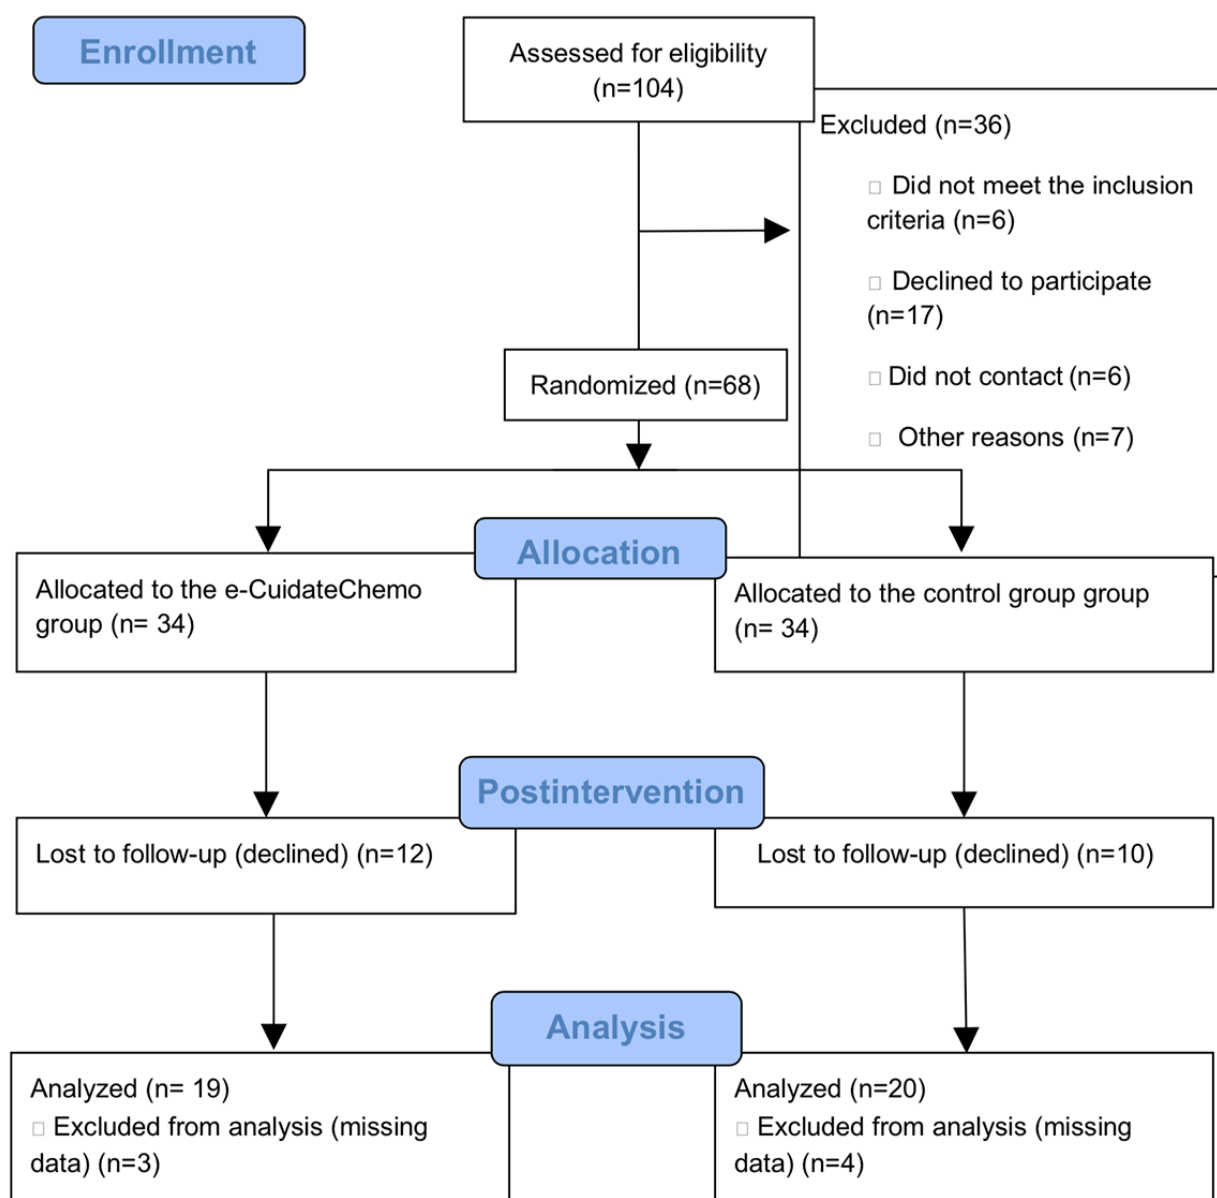 Enrollment
Assessed for eligibility
(n=104)
Excluded (n=36)
Did not meet the inclusion
criteria (n=6)
Declined to participate
(n=17)
Did not contact (n=6)
Other reasons (n=7)
Randomized (n=68)
Allocation
Allocated to the e-CuidateChemo
group (n= 34)
Allocated to the control group group
(n= 34)
Postintervention
Lost to follow-up (declined) (n=12)
Lost to follow-up (declined) (n=10)
Analysis
Analyzed (n= 19)
Excluded from analysis (missing
data) (n=3)
Analyzed (n=20)
Excluded from analysis (missing
data) (n=4)